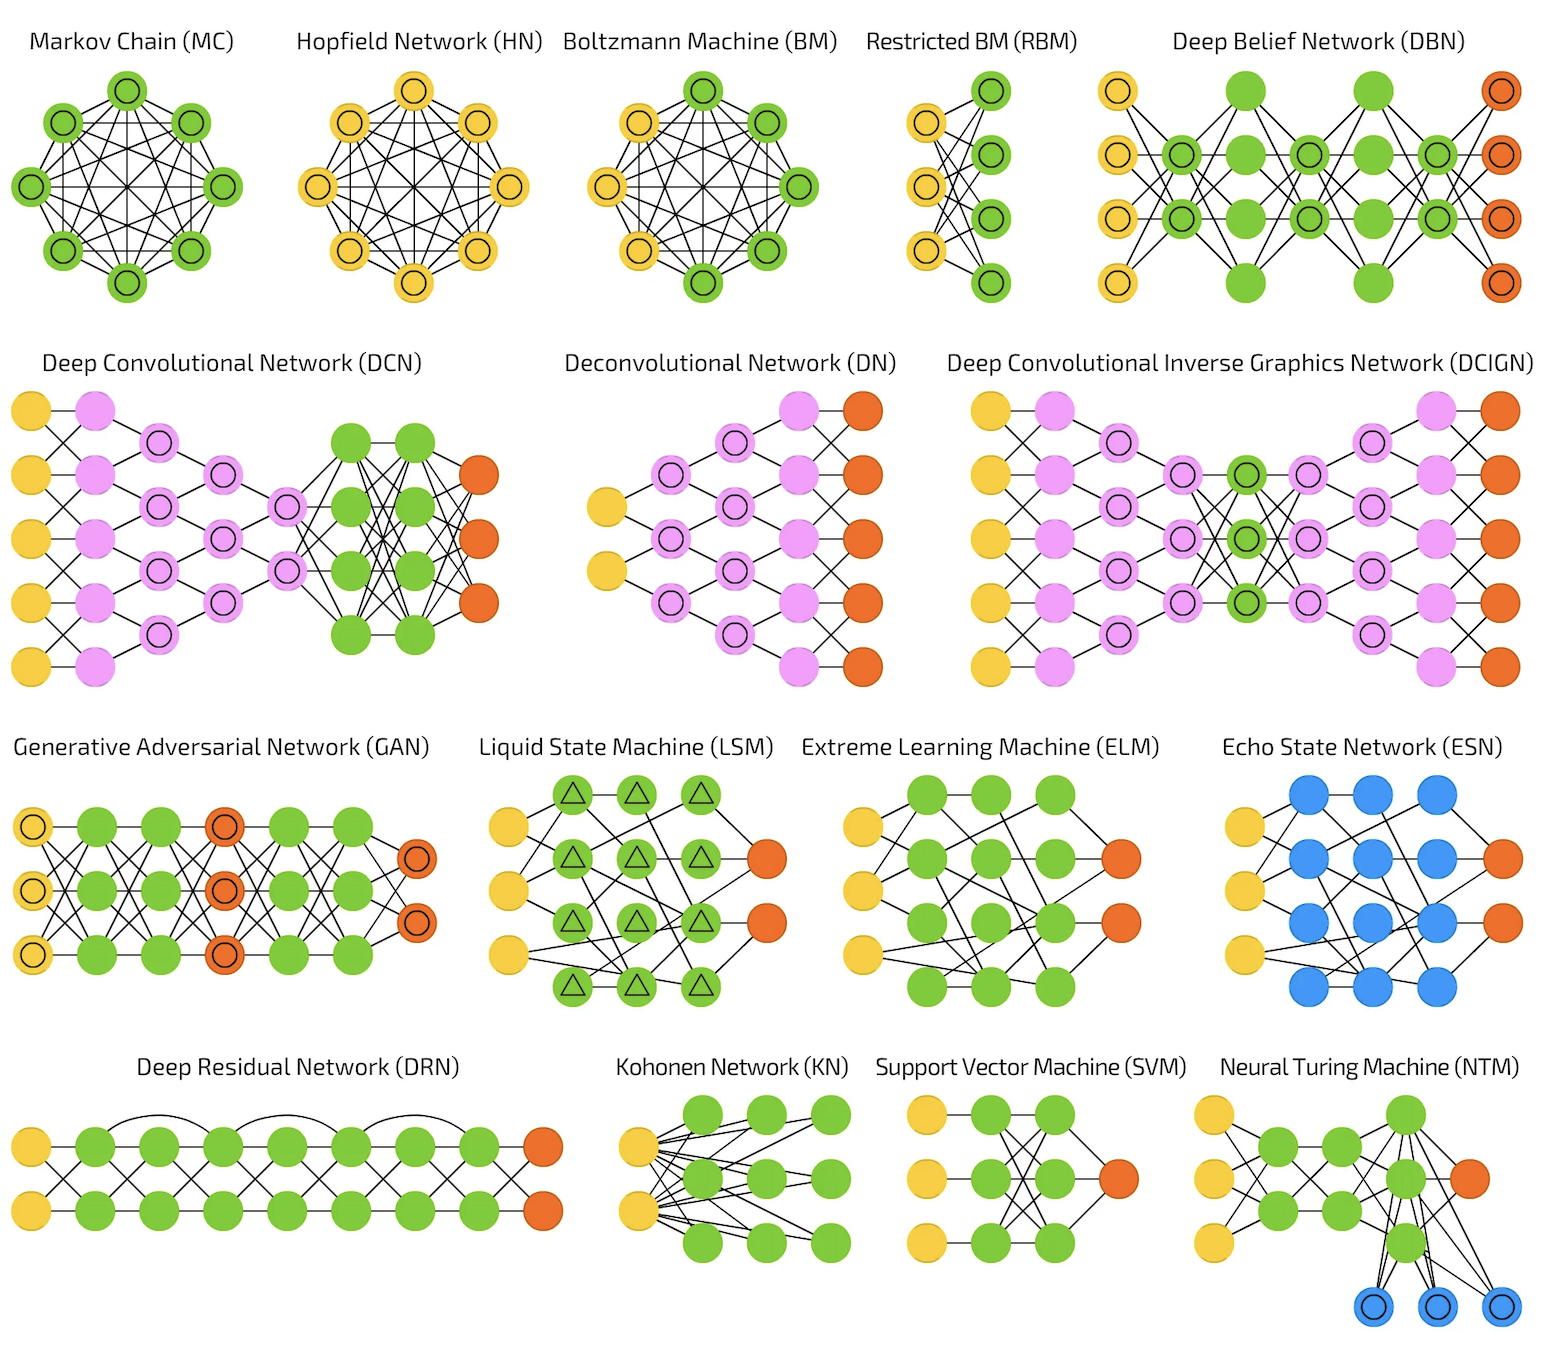 Markov Chain (MC)
Hopfield Network (HN)
Boltzmann Machine (BM)
Restricted BM (RBM)
Deep Belief Network (DBN)
Deep Convolutional Network (DCN)
Deconvolutional Network (DN)
Deep Convolutional Inverse Graphics Network (DCIGN)
Generative Adversarial Network (GAN)
Liquid State Machine (LSM)
Extreme Learning Machine (ELM)
Echo State Network (ESN)
Deep Residual Network (DRN)
Kohonen Network (KN)
Support Vector Machine (SVM)
Neural Turing Machine (NTM)